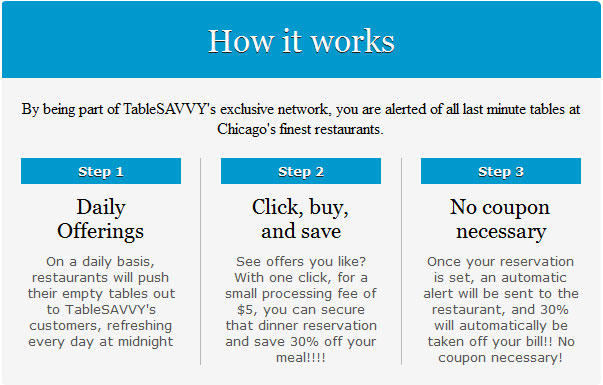 How it works
By being part of TableSAVVY's exclusive network, you are alerted of all last minute tables at
Chicago's finest restaurants.
Step 1
Daily
Offerings
On a daily basis,
restaurants will push
their empty tables out
to TableSAVVY's
customers, refreshing
every day at midnight
Step 2
Click, buy,
and save
See offers you like?
With one click, for a
small processing fee of
$5, you can secure
that dinner reservation
and save 30% off your
meal!!!!
Step 3
No coupon
necessary
Once your reservation
is set, an automatic
alert will be sent to the
restaurant, and 30%
will automatically be
taken off your bill!! No
coupon necessary!